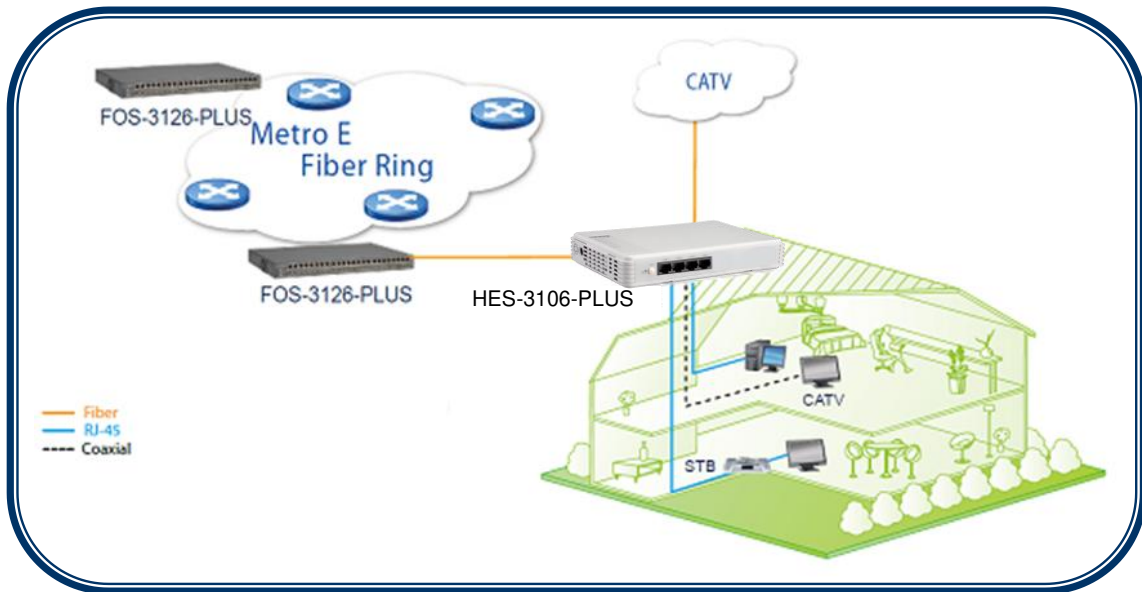 FOS-3126-PLUS
Metro E
Fiber Ring
CATV
FOS-3126-PLUS
HES-3106-PLUS
CATV
STB
Fiber
RJ-45
Coaxial